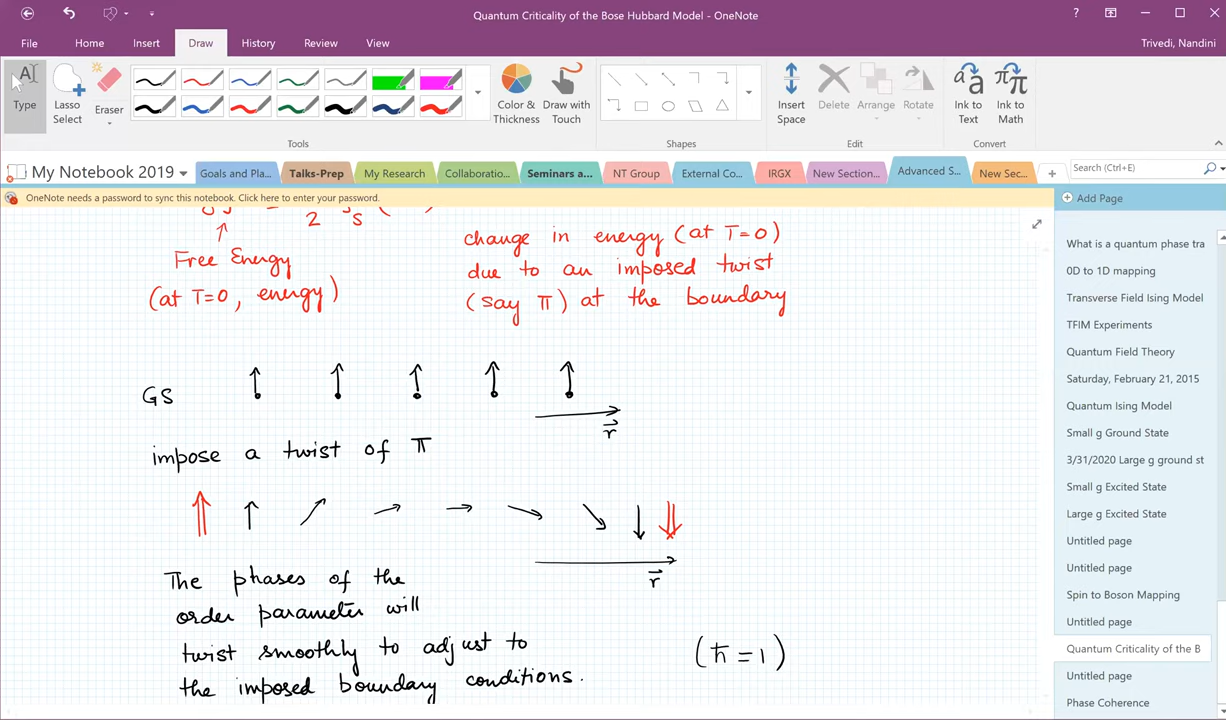 Quantum Criticality of the Bose Hubbard Model - OneNote
?
File Home Insert Draw History Review View
Trivedi, Nandini
Type
Lasso Select
Eraser
Color & Thickness
Draw with Touch
Insert Space
Delete
Arrange
Rotate
Ink to Text
Ink to Math
Tools
Shapes
Edit
Convert
My Notebook 2019
Goals and Pla...
Talks-Prep
My Research
Collaboratio...
Seminars a...
NT Group
External Co...
IRGX
New Section...
Advanced S...
New Sec...
Search (Ctrl+E)
OneNote needs a password to sync this notebook. Click here to enter your password.
Add Page
2 s
Free Energy
(at T=0, energy)
change in energy (at T=0)
due to an imposed twist
(say π) at the boundary
GS
r⃗
impose a twist of π
r⃗
The phases of the
order parameter will
twist smoothly to adjust to
the imposed boundary conditions.
(ħ = 1)
What is a quantum phase tra
0D to 1D mapping
Transverse Field Ising Model
TFIM Experiments
Quantum Field Theory
Saturday, February 21, 2015
Quantum Ising Model
Small g Ground State
3/31/2020 Large g ground st
Small g Excited State
Large g Excited State
Untitled page
Untitled page
Spin to Boson Mapping
Untitled page
Quantum Criticality of the B
Untitled page
Phase Coherence